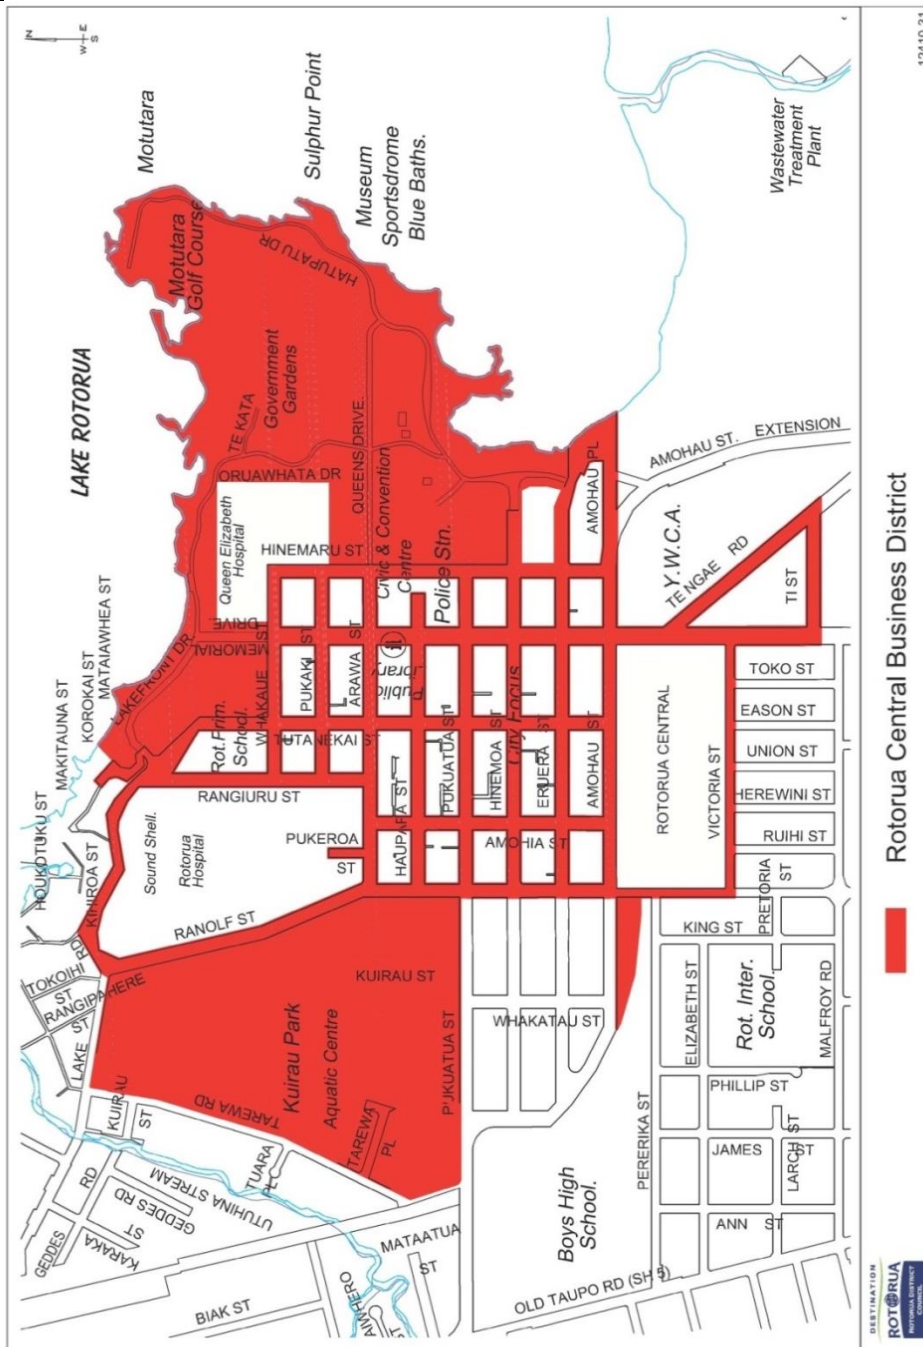 N
W S
LAKE ROTORUA
Motutara
Motutara
Golf Course
Sulphur Point
Museum
Sportsdrome
Blue Baths.
HATUPATU DR
Government
Gardens
TE KATA
ORUAWHATA DR
QUEENS DRIVE.
Queen Elizabeth
Hospital
HINEMARU ST
Civic & Convention
Centre
Police Stn.
AMOHAU PL
AMOHAU ST. EXTENSION
Wastewater
Treatment
Plant
Y.W.C.A.
TE NGAE RD
TI ST
HOUKOTUKU ST
MAKITAUNA ST
KOROKAI ST
MATAIAWHEA ST
LAKEFRONT DR.
MEMORIAL
DRIVE
WHAKAUE ST
PUKAKI ST
ARAWA ST
Public
Library
Rot.Prim.
School.
TUTANEKAI ST
City Focus
HAUPAPA ST
PUKUATUA ST
HINEMOA ST
ERUERA ST
AMOHAU ST
ROTORUA CENTRAL
VICTORIA ST
TOKO ST
EASON ST
UNION ST
HEREWINI ST
RUIHI ST
PRETORIA
ST
RANGIURU ST
PUKEROA
ST
AMOHIA ST
Sound Shell.
Rotorua
Hospital
KIHIROA ST
RANOLF ST
TOKOIHI RD
RANGIPAHERE
ST
LAKE ST
KUIRAU
ST
Kuirau Park
Aquatic Centre
KUIRAU ST
PUKUATUA ST
WHAKATAU ST
TAREWA RD
TAREWA
PL
TUARA
PL
UTUHINA STREAM
GEDDES RD
GEDDES RD
KARAKA
ST
BIAK ST
MATAATUA
ST
OLD TAUPO RD (SH 5)
Boys High
School.
PERERIKA ST
KING ST
ELIZABETH ST
Rot. Inter.
School.
MALFROY RD
PHILLIP ST
JAMES ST
LARCH ST
ANN ST
Rotorua Central Business District
DESTINATION
ROTORUA
ROTORUA DISTRICT
COUNCIL